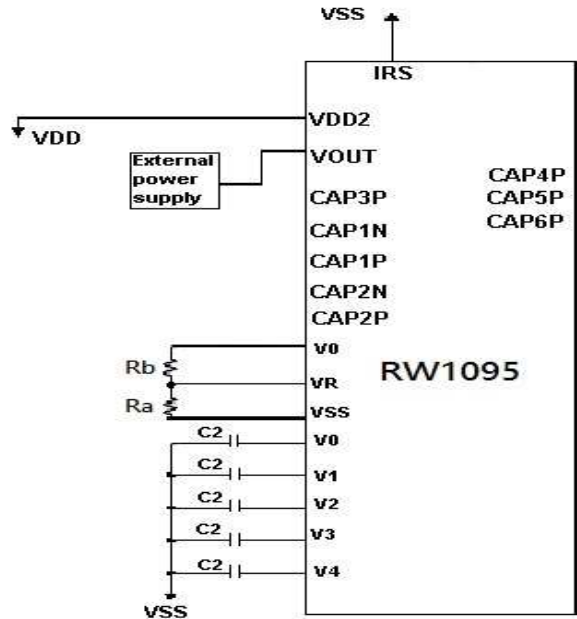 VSS
IRS
VDD2
VDD
VOUT
External
power
supply
CAP4P
CAP5P
CAP6P
CAP3P
CAP1N
CAP1P
CAP2N
CAP2P
V0
Rb
VR
RW1095
Ra
VSS
C2
V0
C2
V1
C2
V2
C2
V3
C2
V4
VSS